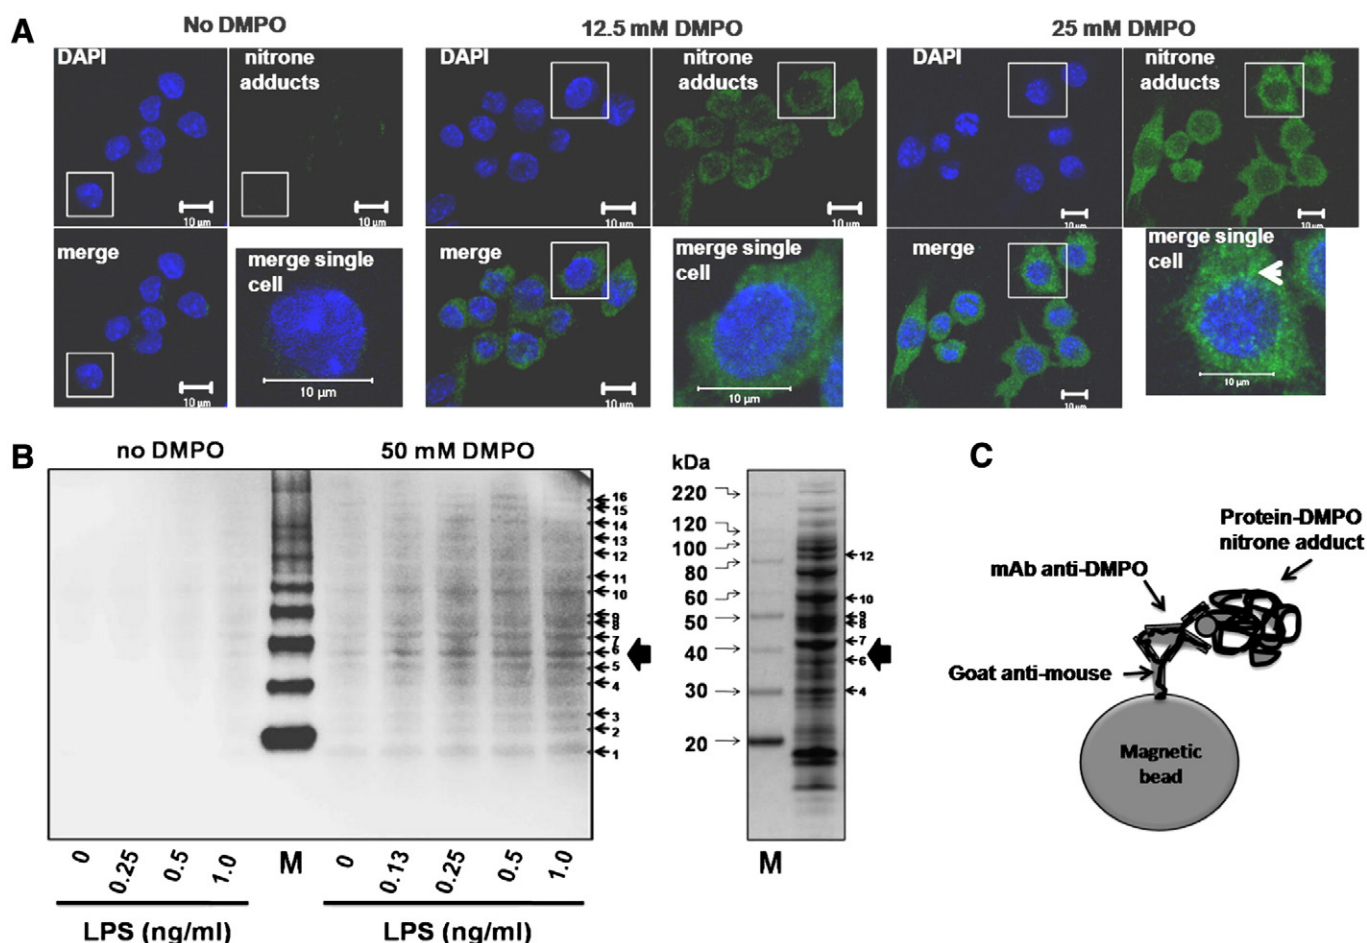 A
No DMPO
12.5 mM DMPO
25 mM DMPO
DAPI
nitrone
adducts
10 µm
10 µm
merge
merge single
cell
10 µm
10 µm
DAPI
nitrone
adducts
10 µm
10 µm
merge
merge single
cell
10 µm
10 µm
DAPI
nitrone
adducts
10 µm
10 µm
merge
merge single
cell
10 µm
10 µm
B
no DMPO
50 mM DMPO
16
15
14
13
12
11
10
9
8
7
6
5
4
3
2
1
0
0.25
0.5
1.0
M
0
0.13
0.25
0.5
1.0
LPS (ng/ml)
LPS (ng/ml)
kDa
220
120
100
80
60
50
40
30
20
12
10
9
8
7
6
4
M
C
Protein-DMPO
nitrone adduct
mAb anti-DMPO
Goat anti-mouse
Magnetic
bead